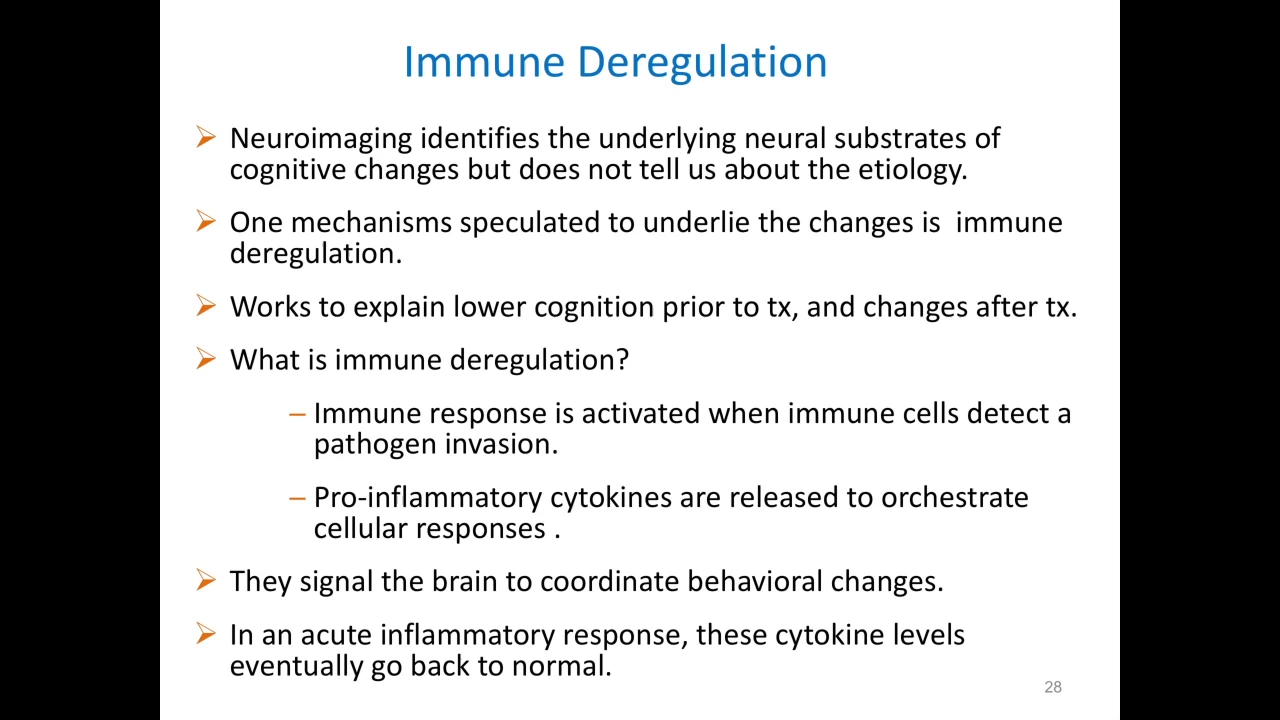 Immune Deregulation
Neuroimaging identifies the underlying neural substrates of
cognitive changes but does not tell us about the etiology.
One mechanisms speculated to underlie the changes is  immune
deregulation.
Works to explain lower cognition prior to tx, and changes after tx.
What is immune deregulation?
– Immune response is activated when immune cells detect a
pathogen invasion.
– Pro-inflammatory cytokines are released to orchestrate
cellular responses .
They signal the brain to coordinate behavioral changes.
In an acute inflammatory response, these cytokine levels
eventually go back to normal.
28